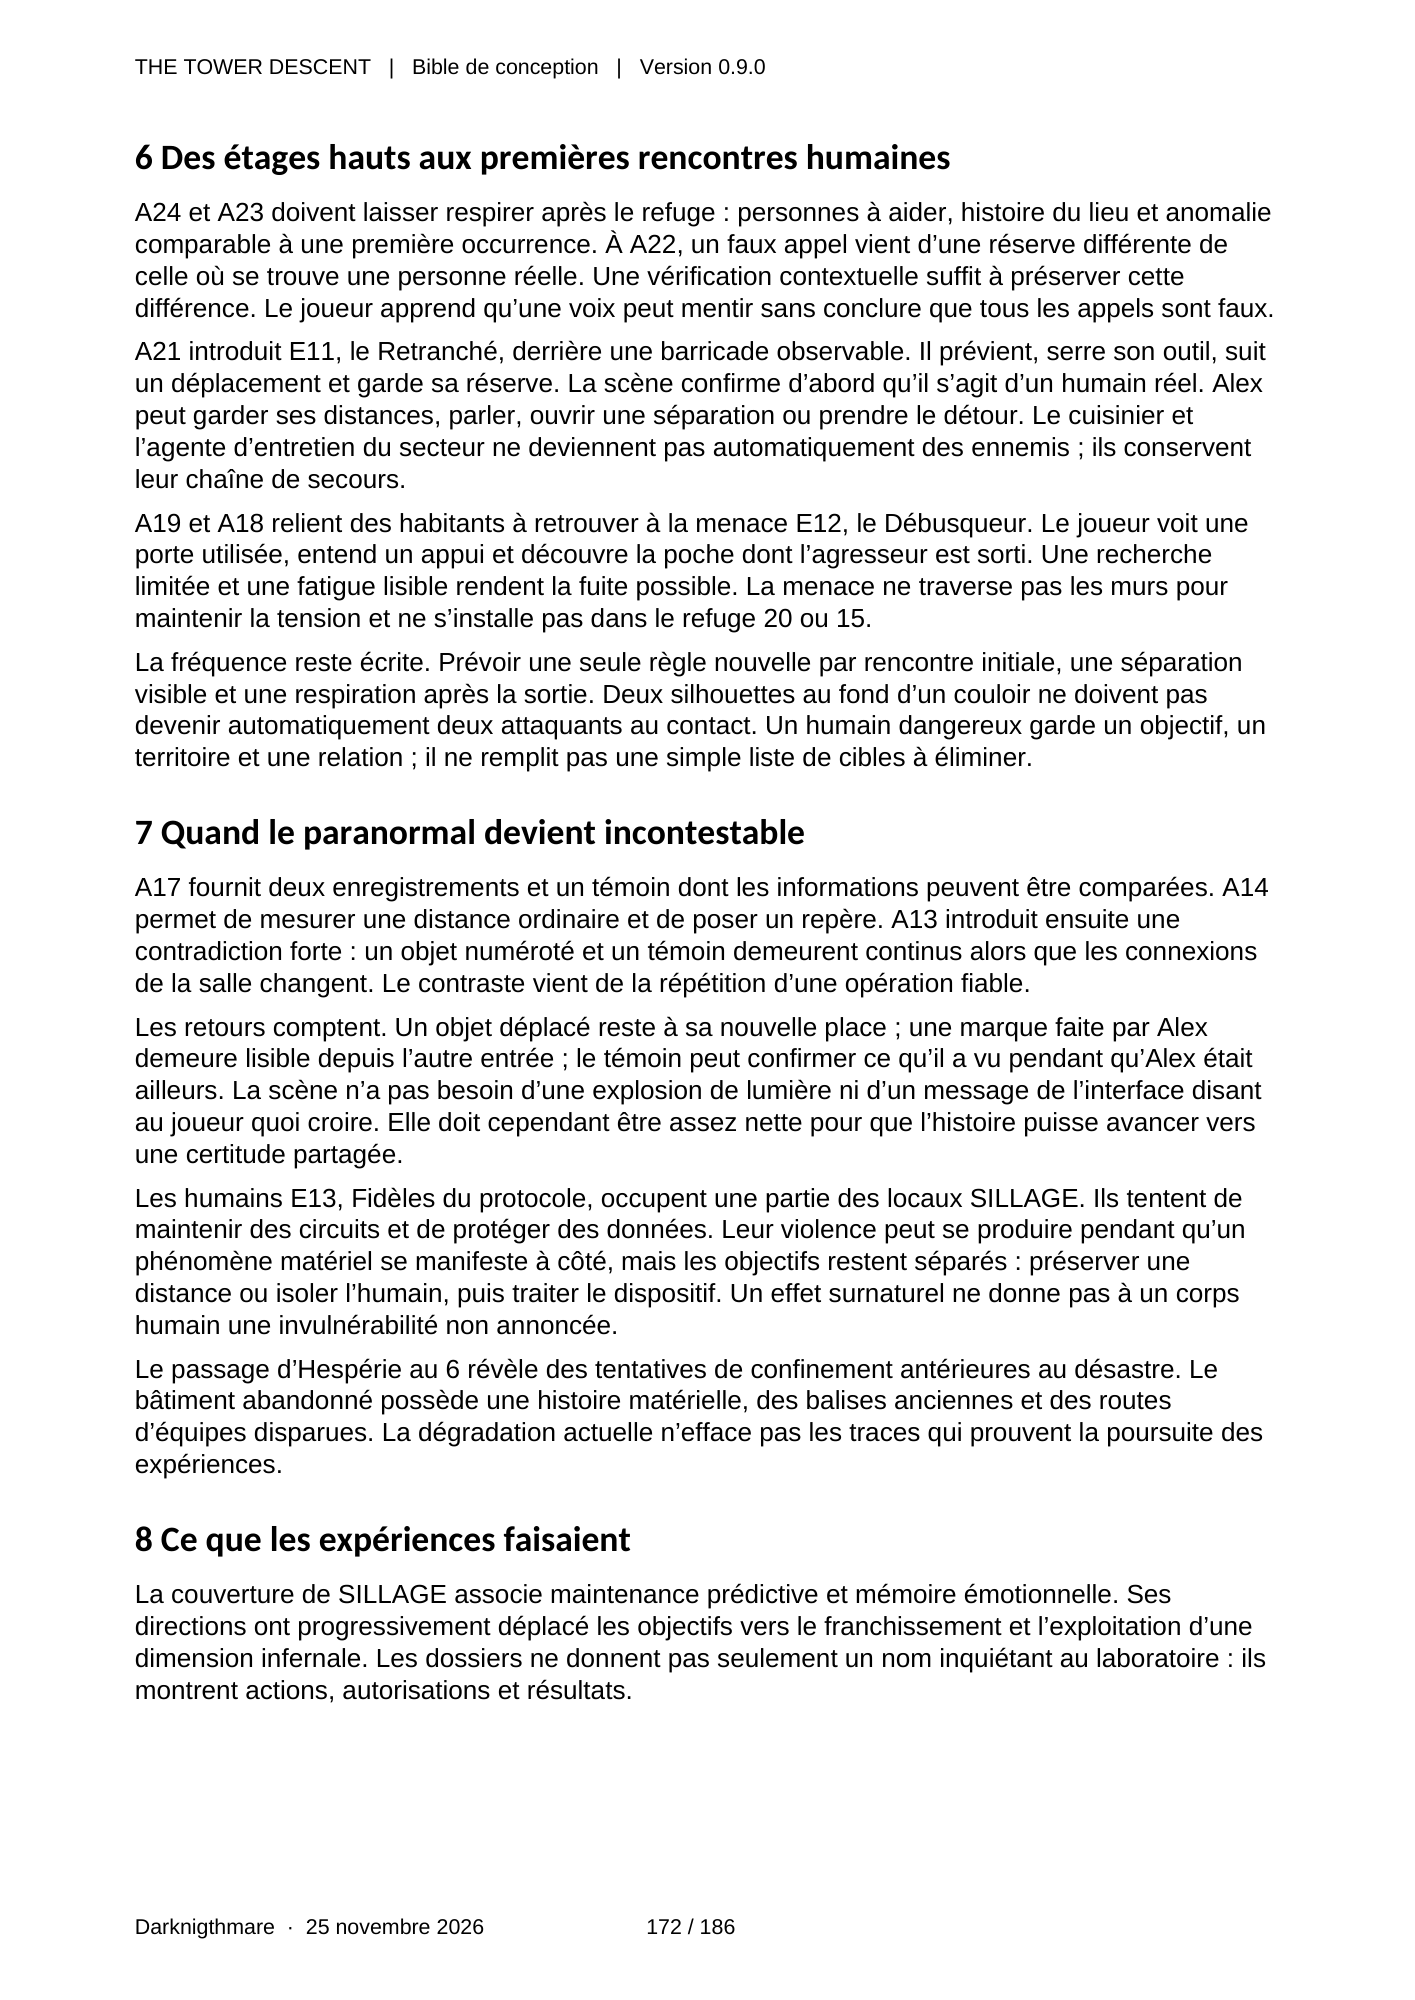 THE TOWER DESCENT | Bible de conception | Version 0.9.0
6 Des étages hauts aux premières rencontres humaines
A24 et A23 doivent laisser respirer après le refuge : personnes à aider, histoire du lieu et anomalie
comparable à une première occurrence. À A22, un faux appel vient d’une réserve différente de
celle où se trouve une personne réelle. Une vérification contextuelle suffit à préserver cette
différence. Le joueur apprend qu’une voix peut mentir sans conclure que tous les appels sont faux.
A21 introduit E11, le Retranché, derrière une barricade observable. Il prévient, serre son outil, suit
un déplacement et garde sa réserve. La scène confirme d’abord qu’il s’agit d’un humain réel. Alex
peut garder ses distances, parler, ouvrir une séparation ou prendre le détour. Le cuisinier et
l’agente d’entretien du secteur ne deviennent pas automatiquement des ennemis ; ils conservent
leur chaîne de secours.
A19 et A18 relient des habitants à retrouver à la menace E12, le Débusqueur. Le joueur voit une
porte utilisée, entend un appui et découvre la poche dont l’agresseur est sorti. Une recherche
limitée et une fatigue lisible rendent la fuite possible. La menace ne traverse pas les murs pour
maintenir la tension et ne s’installe pas dans le refuge 20 ou 15.
La fréquence reste écrite. Prévoir une seule règle nouvelle par rencontre initiale, une séparation
visible et une respiration après la sortie. Deux silhouettes au fond d’un couloir ne doivent pas
devenir automatiquement deux attaquants au contact. Un humain dangereux garde un objectif, un
territoire et une relation ; il ne remplit pas une simple liste de cibles à éliminer.
7 Quand le paranormal devient incontestable
A17 fournit deux enregistrements et un témoin dont les informations peuvent être comparées. A14
permet de mesurer une distance ordinaire et de poser un repère. A13 introduit ensuite une
contradiction forte : un objet numéroté et un témoin demeurent continus alors que les connexions
de la salle changent. Le contraste vient de la répétition d’une opération fiable.
Les retours comptent. Un objet déplacé reste à sa nouvelle place ; une marque faite par Alex
demeure lisible depuis l’autre entrée ; le témoin peut confirmer ce qu’il a vu pendant qu’Alex était
ailleurs. La scène n’a pas besoin d’une explosion de lumière ni d’un message de l’interface disant
au joueur quoi croire. Elle doit cependant être assez nette pour que l’histoire puisse avancer vers
une certitude partagée.
Les humains E13, Fidèles du protocole, occupent une partie des locaux SILLAGE. Ils tentent de
maintenir des circuits et de protéger des données. Leur violence peut se produire pendant qu’un
phénomène matériel se manifeste à côté, mais les objectifs restent séparés : préserver une
distance ou isoler l’humain, puis traiter le dispositif. Un effet surnaturel ne donne pas à un corps
humain une invulnérabilité non annoncée.
Le passage d’Hespérie au 6 révèle des tentatives de confinement antérieures au désastre. Le
bâtiment abandonné possède une histoire matérielle, des balises anciennes et des routes
d’équipes disparues. La dégradation actuelle n’efface pas les traces qui prouvent la poursuite des
expériences.
8 Ce que les expériences faisaient
La couverture de SILLAGE associe maintenance prédictive et mémoire émotionnelle. Ses
directions ont progressivement déplacé les objectifs vers le franchissement et l’exploitation d’une
dimension infernale. Les dossiers ne donnent pas seulement un nom inquiétant au laboratoire : ils
montrent actions, autorisations et résultats.
Darknigthmare · 25 novembre 2026 172 / 186